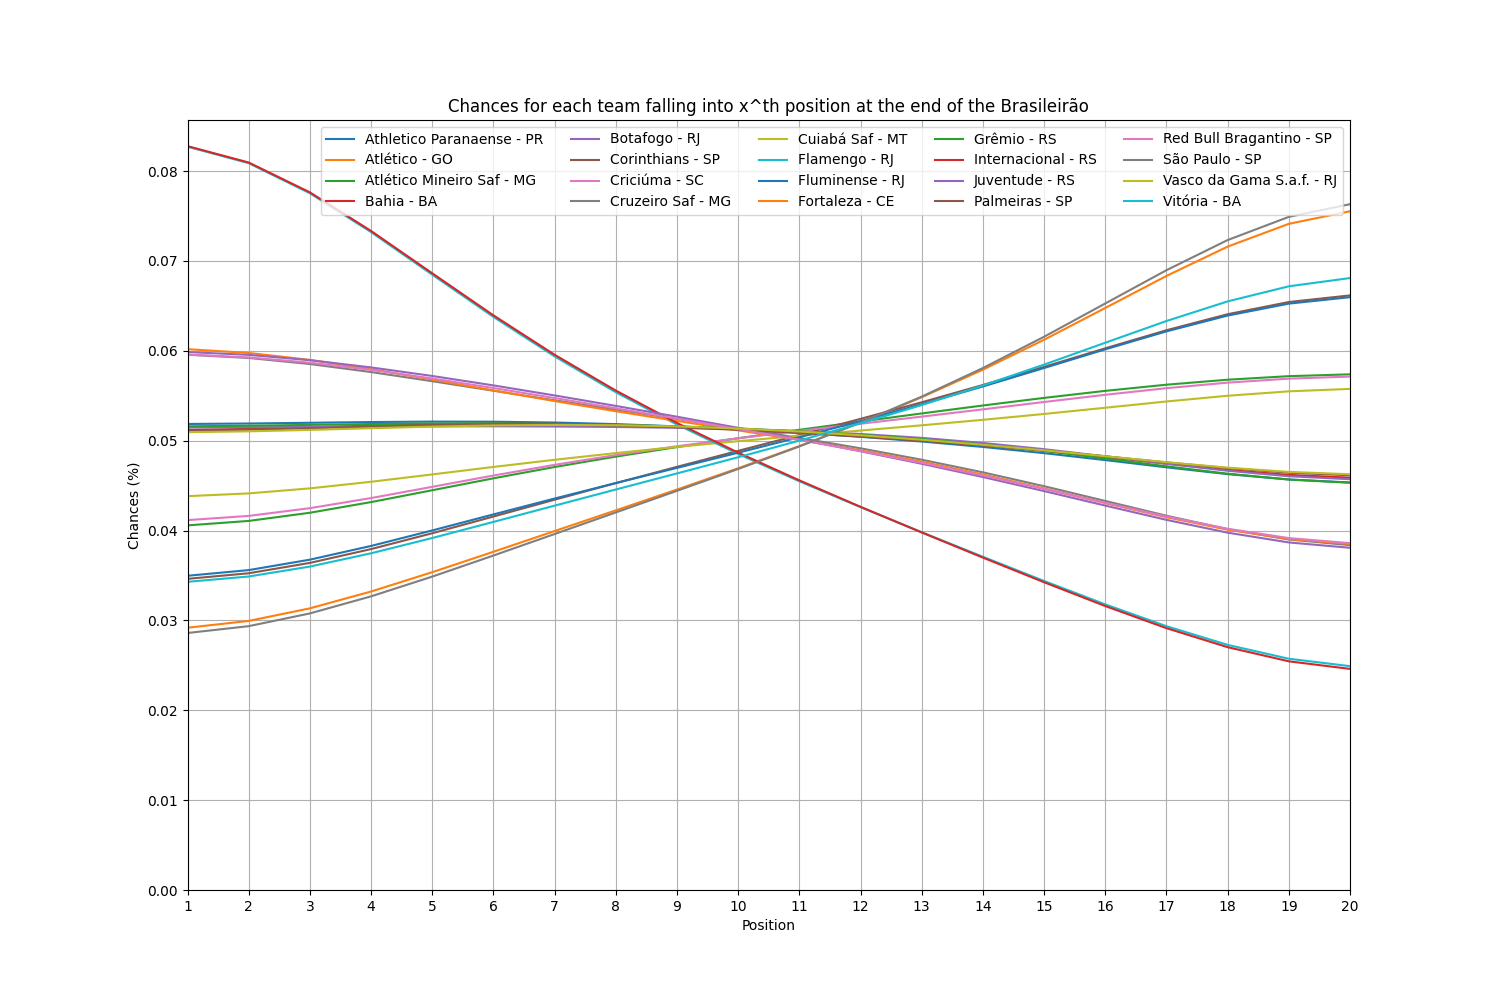 Chances for each team falling into x^th position at the end of the Brasileirão
Athletico Paranaense - PR
Atlético - GO
Atlético Mineiro Saf - MG
Bahia - BA
Botafogo - RJ
Corinthians - SP
Criciúma - SC
Cruzeiro Saf - MG
Cuiabá Saf - MT
Flamengo - RJ
Fluminense - RJ
Fortaleza - CE
Grêmio - RS
Internacional - RS
Juventude - RS
Palmeiras - SP
Red Bull Bragantino - SP
São Paulo - SP
Vasco da Gama S.a.f. - RJ
Vitória - BA
Chances (%)
0.08
0.07
0.06
0.05
0.04
0.03
0.02
0.01
0.00
1 2 3 4 5 6 7 8 9 10 11 12 13 14 15 16 17 18 19 20
Position